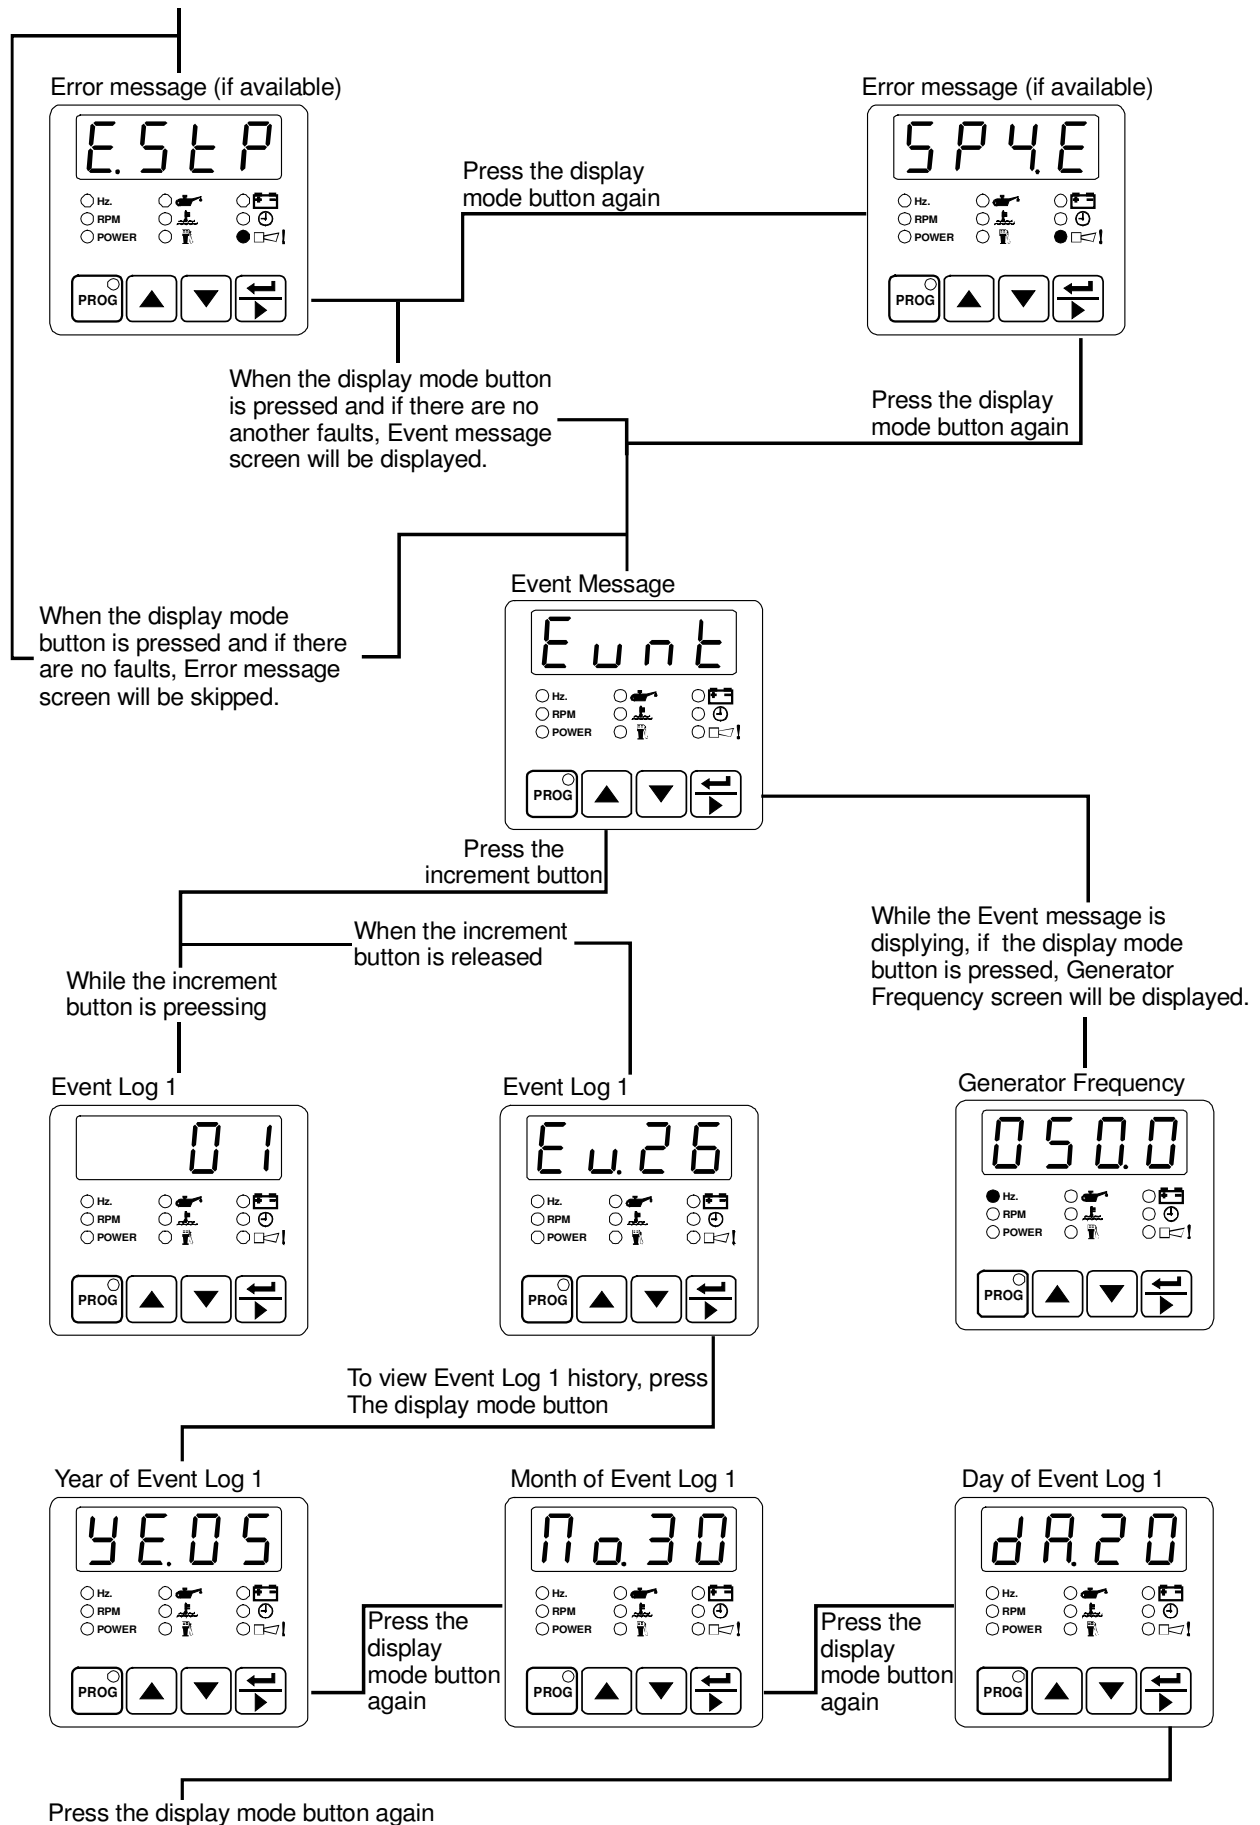 Error message (if available)
E.StP
Hz.
RPM
POWER
PROG
Press the display
mode button again
Error message (if available)
SP4.E
Hz.
RPM
POWER
PROG
When the display mode button
is pressed and if there are no
another faults, Event message
screen will be displayed.
Press the display
mode button again
When the display mode
button is pressed and if there
are no faults, Error message
screen will be skipped.
Event Message
Eunt
Hz.
RPM
POWER
PROG
Press the
increment button
When the increment
button is released
While the increment
button is preessing
While the Event message is
displying, if the display mode
button is pressed, Generator
Frequency screen will be displayed.
Event Log 1
01
Hz.
RPM
POWER
PROG
Event Log 1
Eu.26
Hz.
RPM
POWER
PROG
Generator Frequency
050.0
Hz.
RPM
POWER
PROG
To view Event Log 1 history, press
The display mode button
Year of Event Log 1
YE.05
Hz.
RPM
POWER
PROG
Press the
display
mode button
again
Month of Event Log 1
Mo.30
Hz.
RPM
POWER
PROG
Press the
display
mode button
again
Day of Event Log 1
dA.20
Hz.
RPM
POWER
PROG
Press the display mode button again